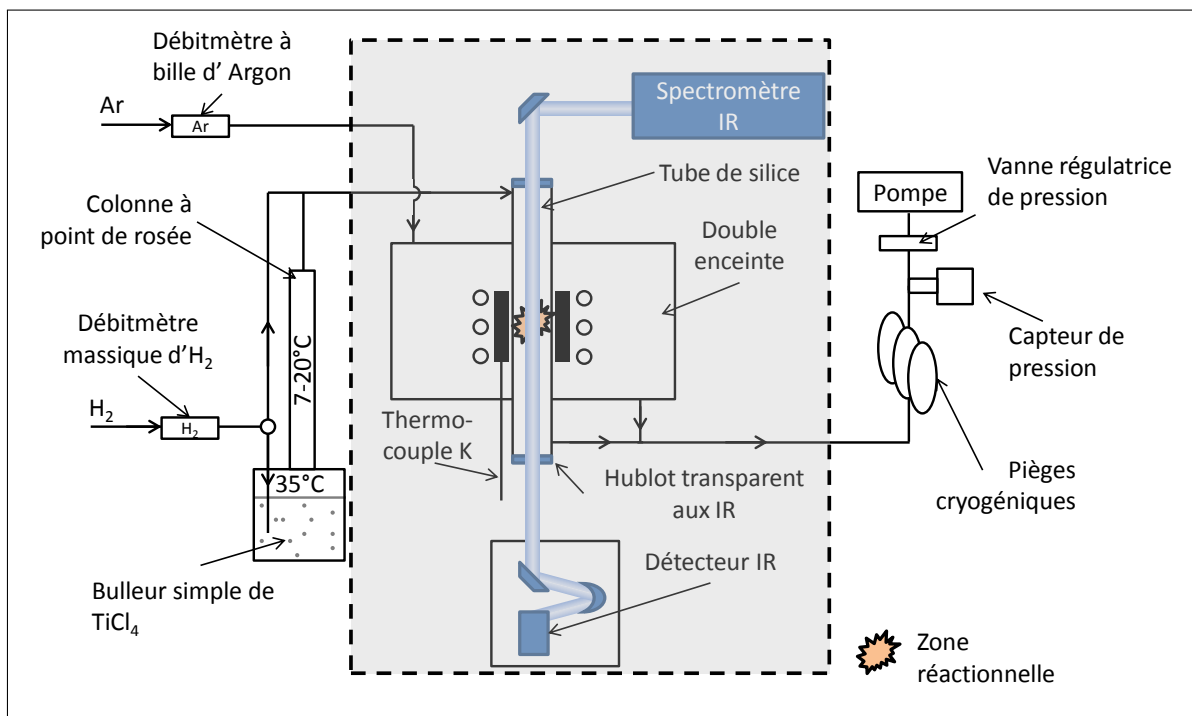 Débitmètre à
bille d' Argon
Ar
Ar
Colonne à
point de rosée
Débitmètre
massique d'H2
H2
H2
7-20°C
35°C
Bulleur simple de
TiCl4
Spectromètre
IR
Tube de silice
Double
enceinte
Thermo-
couple K
Hublot transparent
aux IR
Détecteur IR
Vanne régulatrice
de pression
Pompe
Capteur de
pression
Pièges
cryogéniques
Zone
réactionnelle